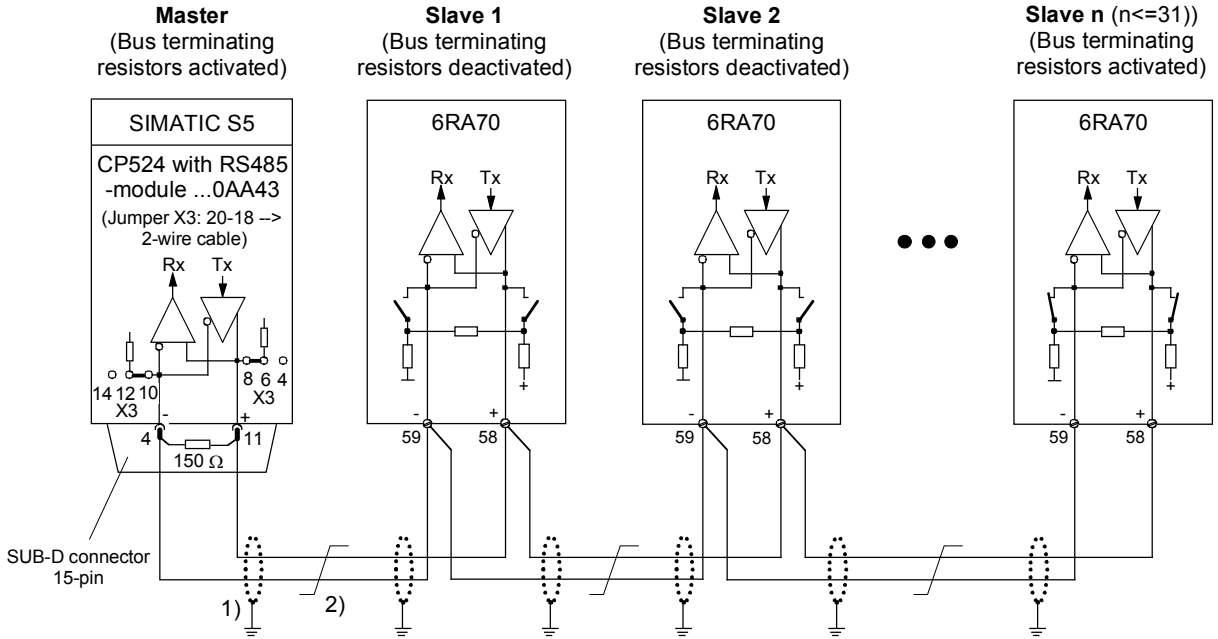 Master
(Bus terminating
resistors activated)
Slave 1
(Bus terminating
resistors deactivated)
Slave 2
(Bus terminating
resistors deactivated)
Slave n (n<=31))
(Bus terminating
resistors activated)
SIMATIC S5
CP524 with RS485
-module ...0AA43
(Jumper X3: 20-18 -->
2-wire cable)
Rx Tx
14 12 10
X3
8 6 4
X3
- +
4 11
150 Ω
6RA70
Rx Tx
+
- +
59 58
6RA70
Rx Tx
+
- +
59 58
6RA70
Rx Tx
+
- +
59 58
SUB-D connector
15-pin
1) 2)